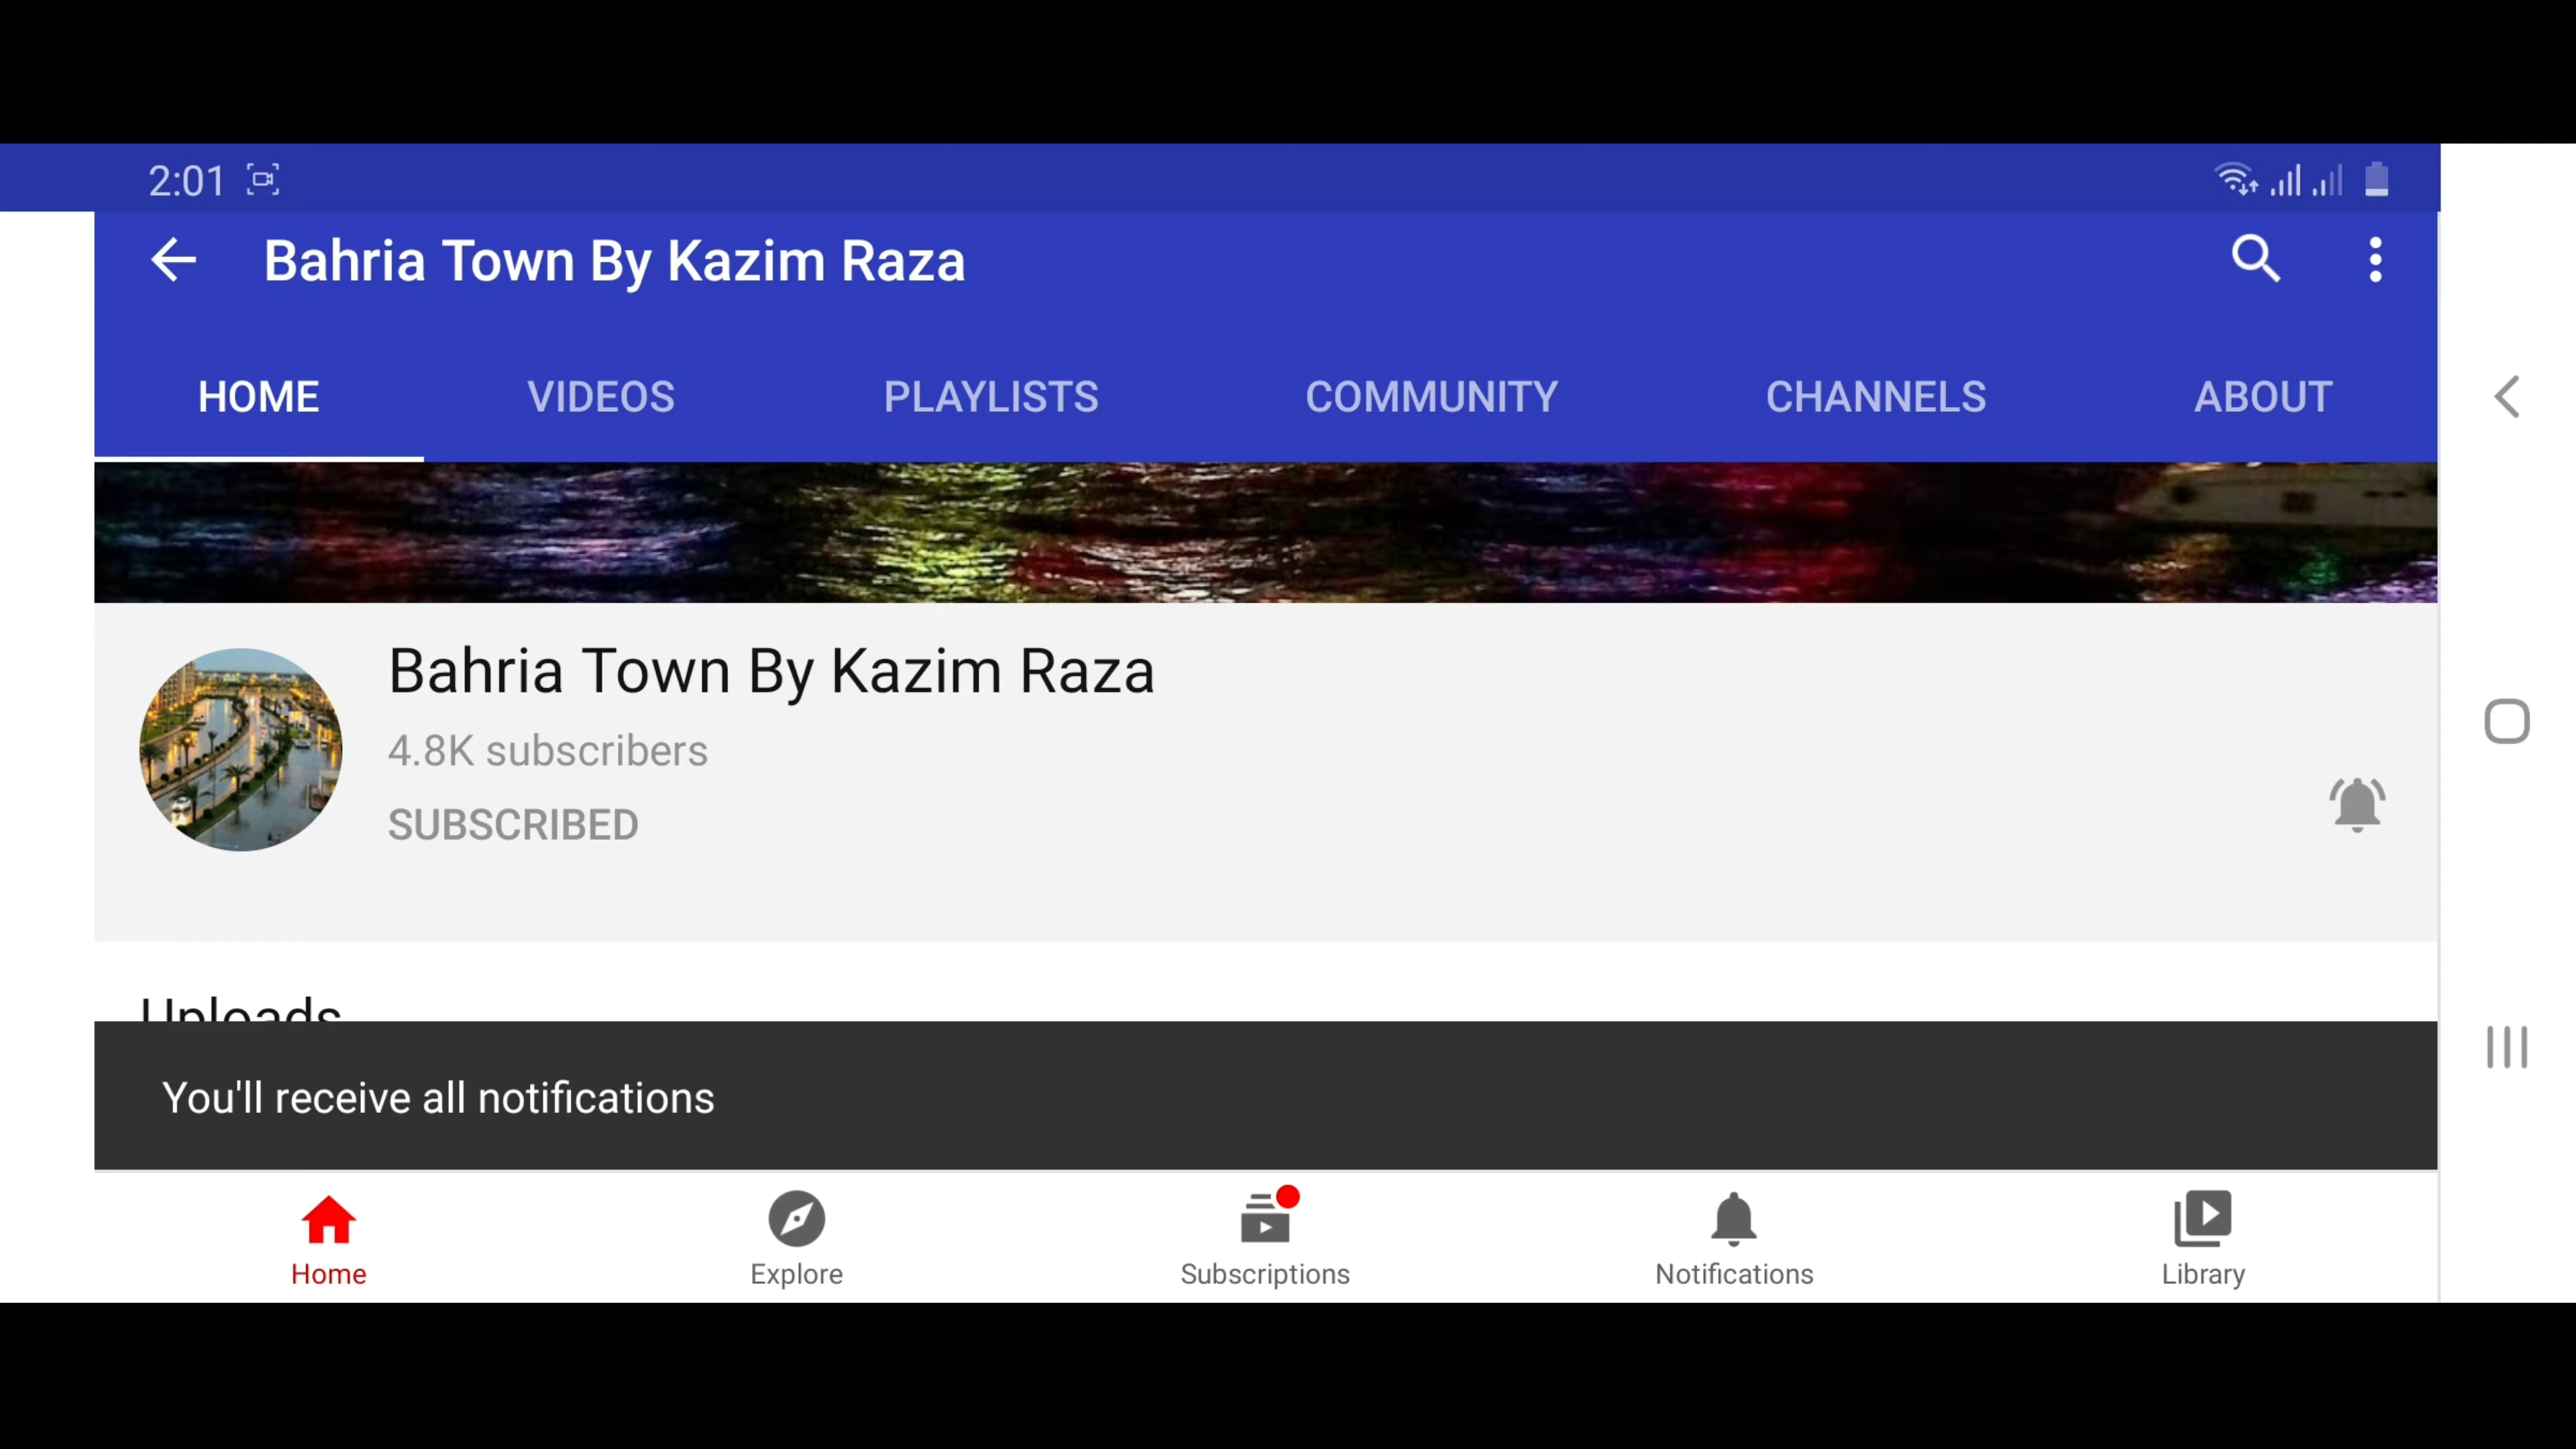 2:01
Bahria Town By Kazim Raza
HOME VIDEOS PLAYLISTS COMMUNITY CHANNELS ABOUT
Bahria Town By Kazim Raza
4.8K subscribers
SUBSCRIBED
Uploads
You'll receive all notifications
Home Explore Subscriptions Notifications Library